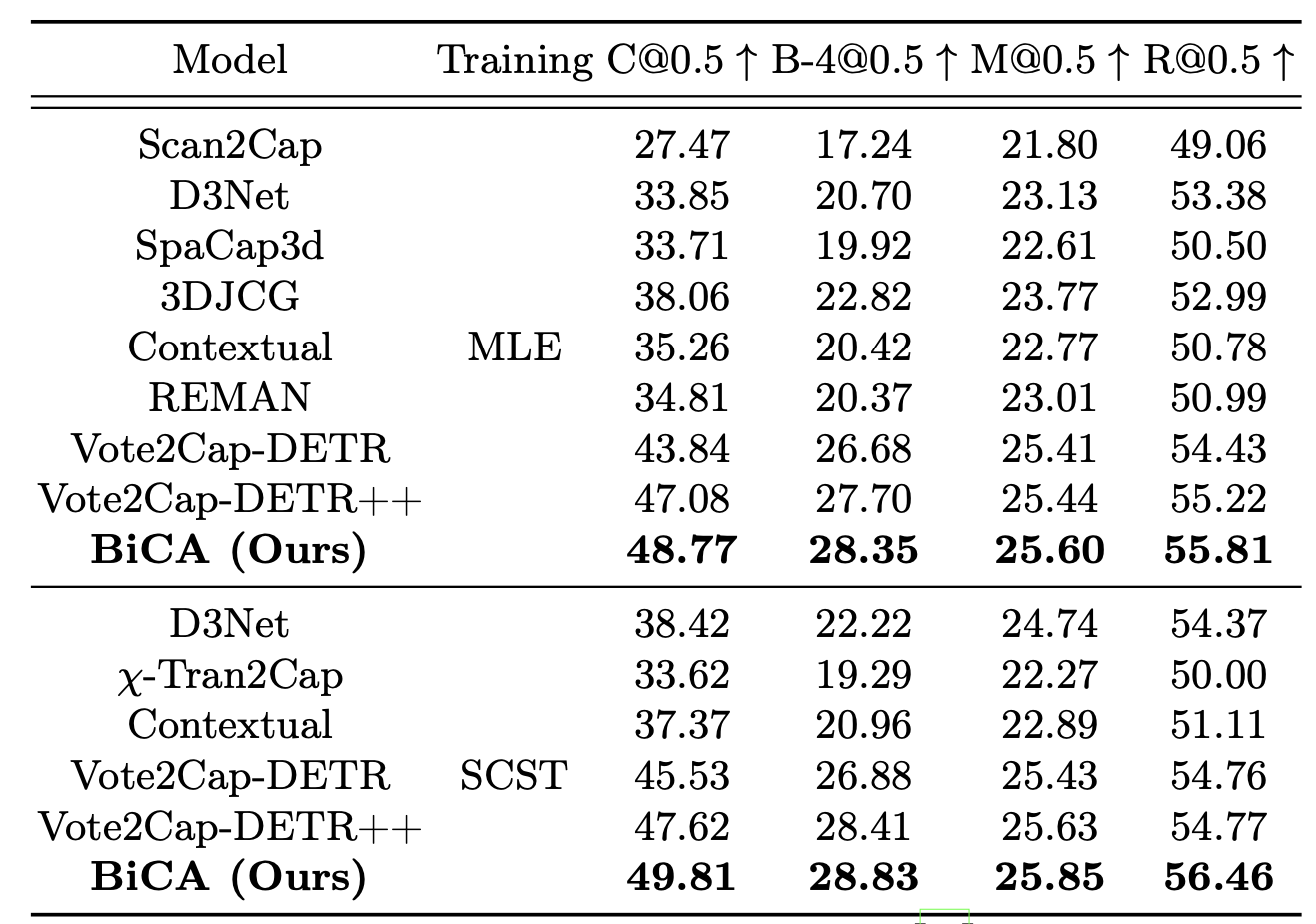 Model Training C@0.5 ↑ B-4@0.5 ↑ M@0.5 ↑ R@0.5 ↑
Scan2Cap 27.47 17.24 21.80 49.06
D3Net 33.85 20.70 23.13 53.38
SpaCap3d 33.71 19.92 22.61 50.50
3DJCG 38.06 22.82 23.77 52.99
Contextual MLE 35.26 20.42 22.77 50.78
REMAN 34.81 20.37 23.01 50.99
Vote2Cap-DETR 43.84 26.68 25.41 54.43
Vote2Cap-DETR++ 47.08 27.70 25.44 55.22
BiCA (Ours) 48.77 28.35 25.60 55.81
D3Net 38.42 22.22 24.74 54.37
χ-Tran2Cap 33.62 19.29 22.27 50.00
Contextual 37.37 20.96 22.89 51.11
Vote2Cap-DETR SCST 45.53 26.88 25.43 54.76
Vote2Cap-DETR++ 47.62 28.41 25.63 54.77
BiCA (Ours) 49.81 28.83 25.85 56.46